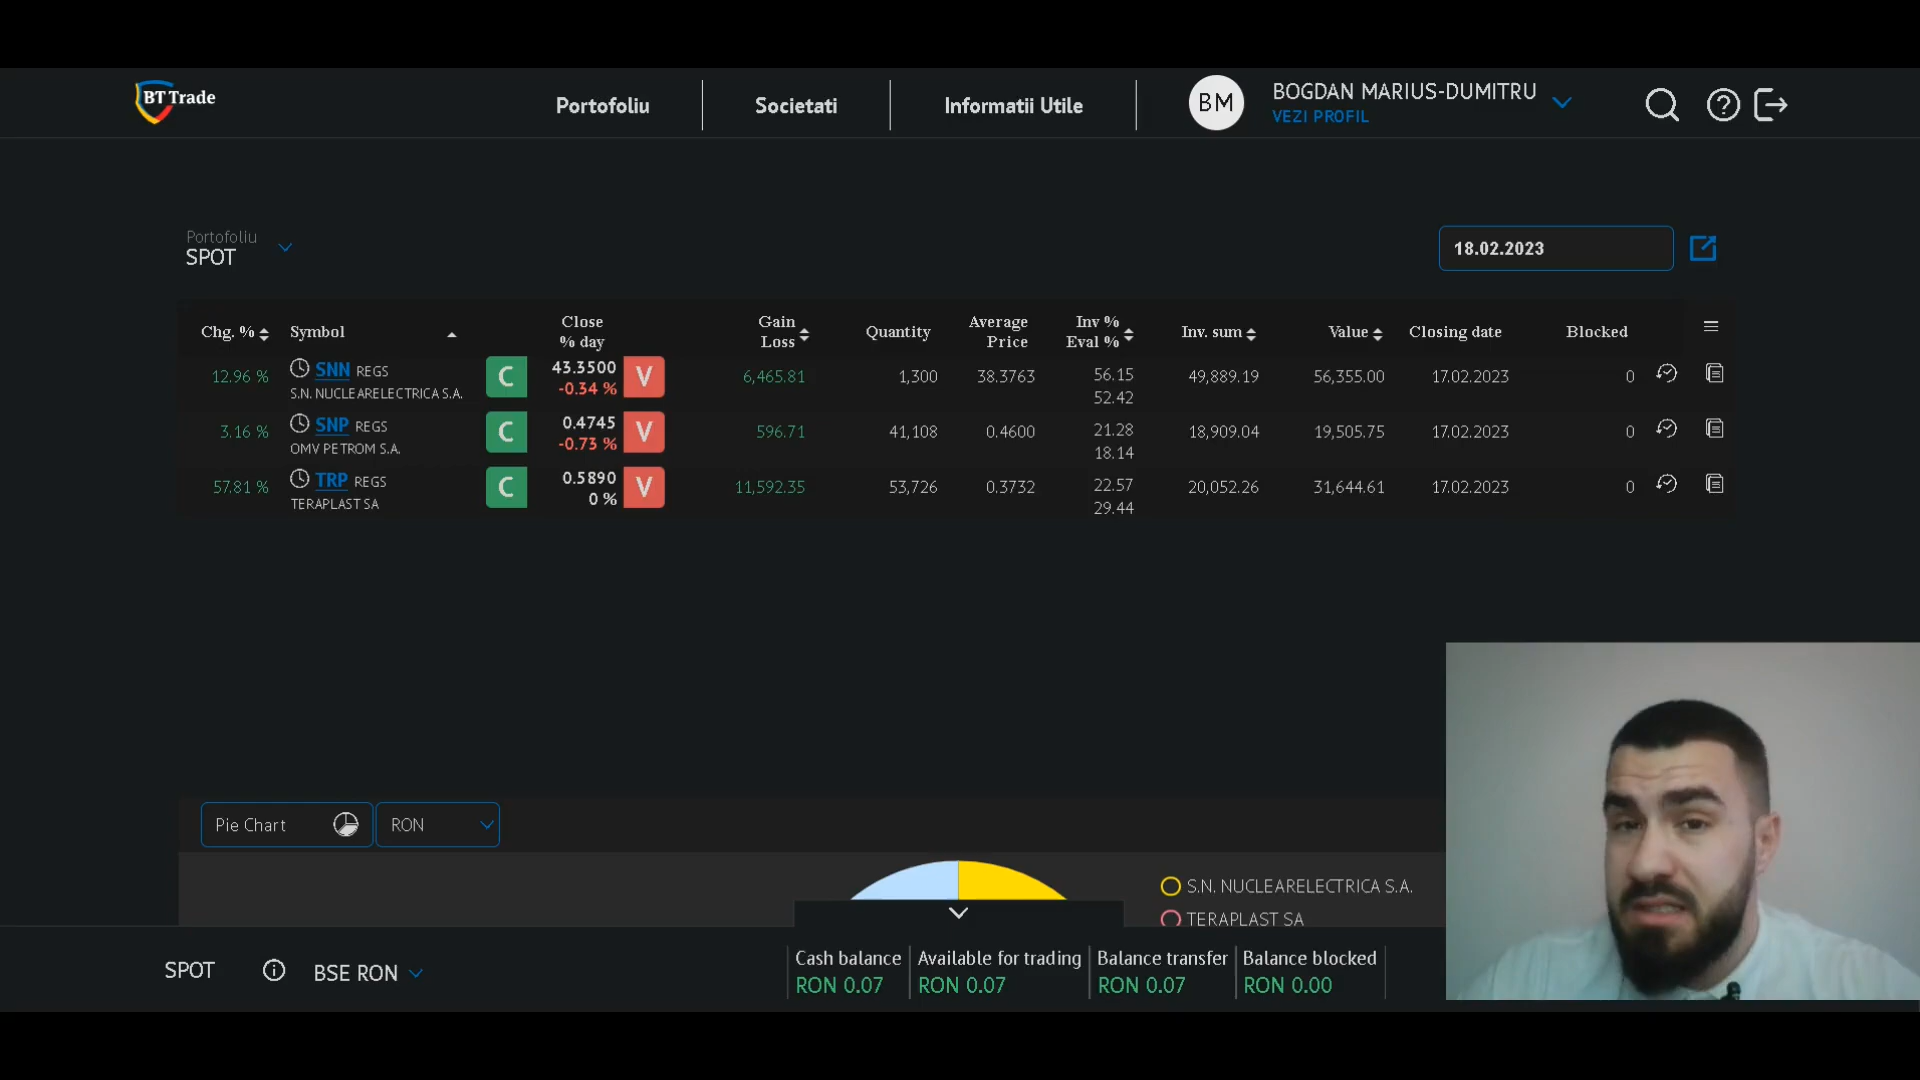 BT Trade
Portofoliu
Societati
Informatii Utile
BM
BOGDAN MARIUS-DUMITRU
VEZI PROFIL
Portofoliu
SPOT
18.02.2023
Chg. % Symbol Close % day Gain Loss Quantity Average Price Inv % Eval % Inv. sum Value Closing date Blocked
12.96 % SNN REGS C 43.3500 V 6,465.81 1,300 38.3763 56.15 49,889.19 56,355.00 17.02.2023 0
S.N. NUCLEARELECTRICA S.A. -0.34 % 52.42
3.16 % SNP REGS C 0.4745 V 596.71 41,108 0.4600 21.28 18,909.04 19,505.75 17.02.2023 0
OMV PETROM S.A. -0.73 % 18.14
57.81 % TRP REGS C 0.5890 V 11,592.35 53,726 0.3732 22.57 20,052.26 31,644.61 17.02.2023 0
TERAPLAST SA 0 % 29.44
Pie Chart
RON
S.N. NUCLEARELECTRICA S.A.
TERAPLAST SA
SPOT
BSE RON
Cash balance Available for trading Balance transfer Balance blocked
RON 0.07 RON 0.07 RON 0.07 RON 0.00